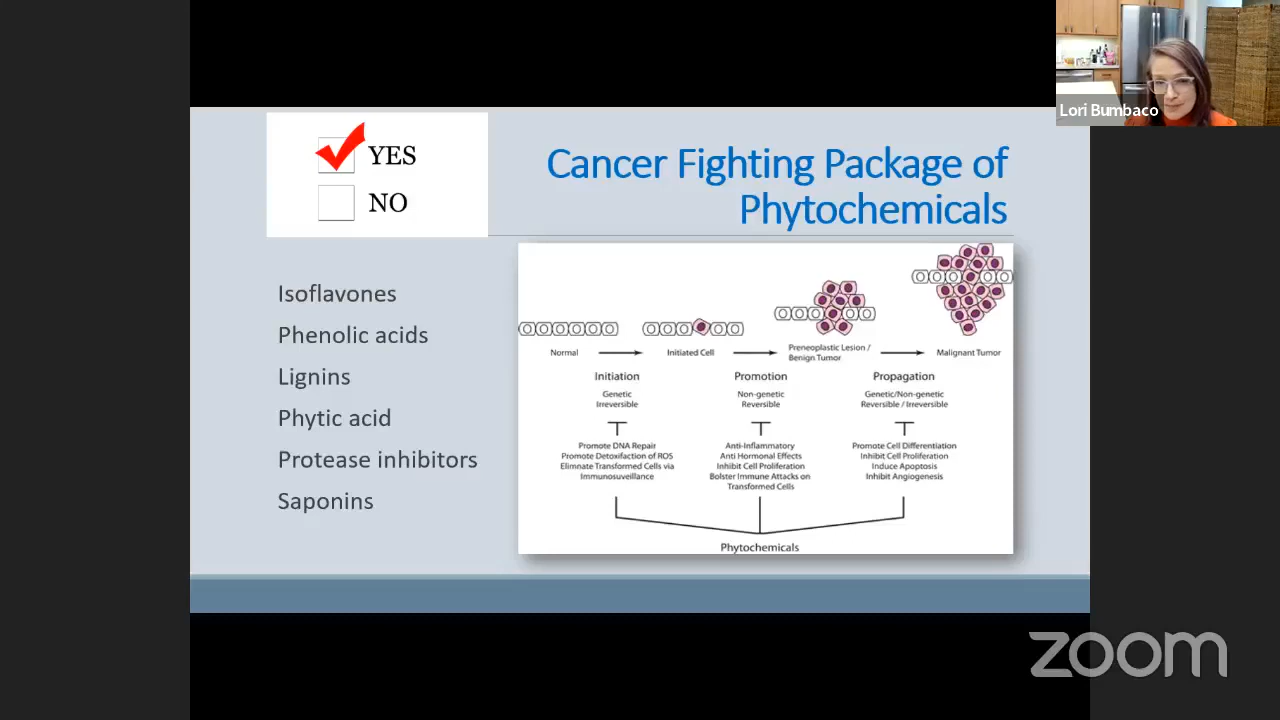 Lori Bumbaco
YES
NO
Cancer Fighting Package of
Phytochemicals
Isoflavones
Phenolic acids
Lignins
Phytic acid
Protease inhibitors
Saponins
Normal
Initiated Cell
Preneoplastic Lesion /
Benign Tumor
Malignant Tumor
Initiation
Genetic
Irreversible
Promotion
Non-genetic
Reversible
Propagation
Genetic/Non-genetic
Reversible / Irreversible
Promote DNA Repair
Promote Detoxifaction of ROS
Elimnate Transformed Cells via
Immunosuveillance
Anti-Inflammatory
Anti Hormonal Effects
Inhibit Cell Proliferation
Bolster Immune Attacks on
Transformed Cells
Promote Cell Differentiation
Inhibit Cell Proliferation
Induce Apoptosis
Inhibit Angiogenesis
Phytochemicals
zoom